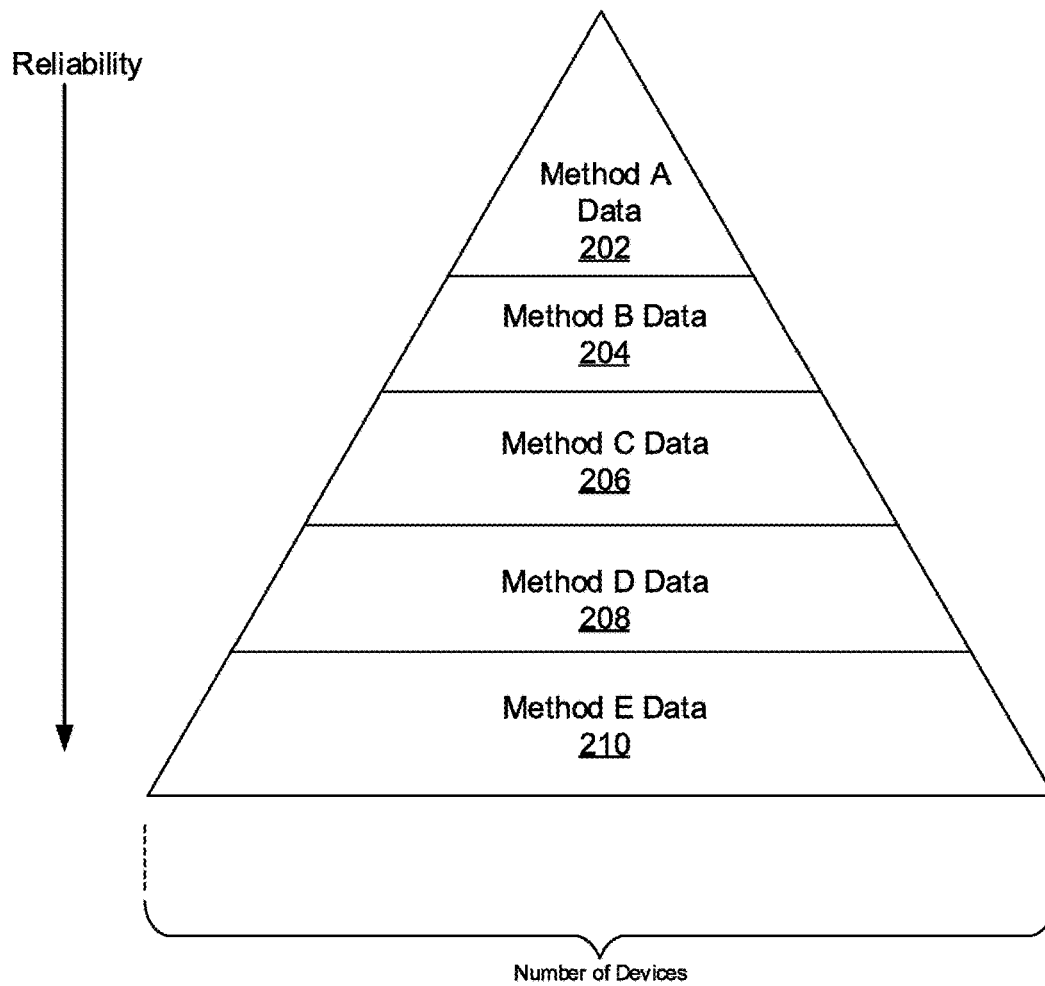 Reliability
Method A
Data
202
Method B Data
204
Method C Data
206
Method D Data
208
Method E Data
210
Number of Devices